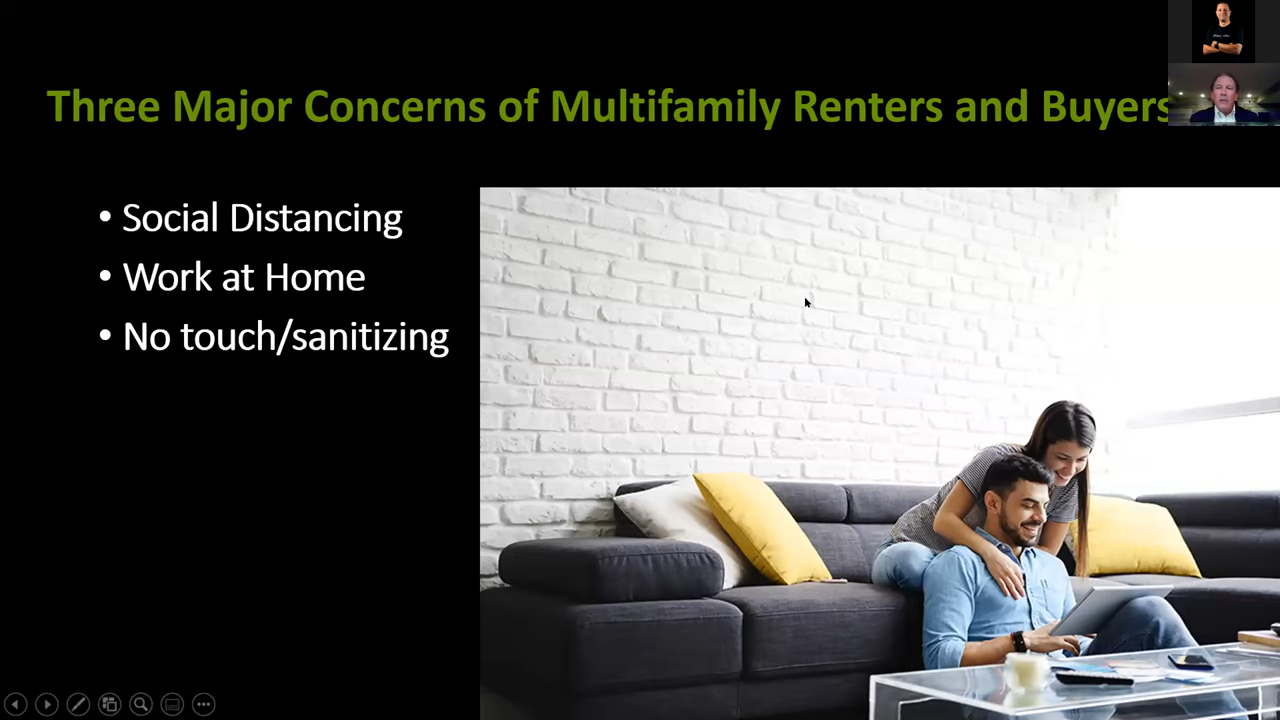 Three Major Concerns of Multifamily Renters and Buyers
• Social Distancing
• Work at Home
• No touch/sanitizing